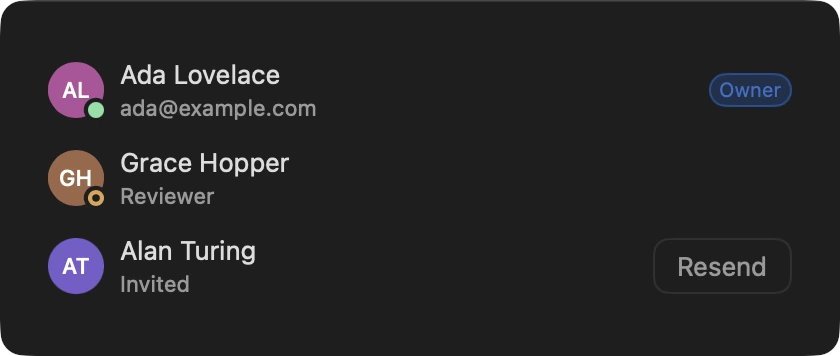 AL
Ada Lovelace
ada@example.com
Owner
GH
Grace Hopper
Reviewer
AT
Alan Turing
Invited
Resend